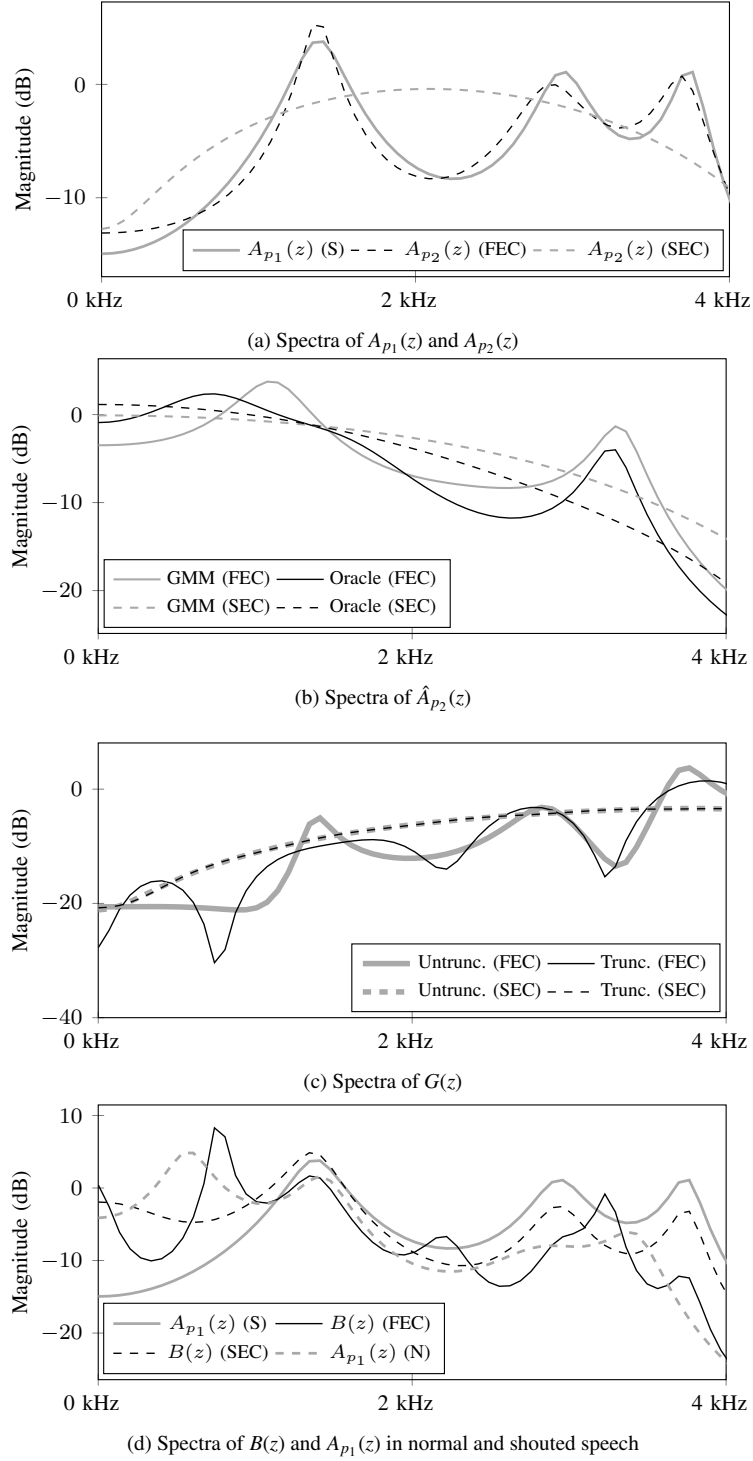 0
−10
Magnitude (dB)
A_{p_1}(z) (S) A_{p_2}(z) (FEC) A_{p_2}(z) (SEC)
0 kHz 2 kHz 4 kHz
(a) Spectra of A_{p_1}(z) and A_{p_2}(z)
0
−10
−20
Magnitude (dB)
GMM (FEC) Oracle (FEC)
GMM (SEC) Oracle (SEC)
0 kHz 2 kHz 4 kHz
(b) Spectra of Â_{p_2}(z)
0
−20
−40
Magnitude (dB)
Untrunc. (FEC) Trunc. (FEC)
Untrunc. (SEC) Trunc. (SEC)
0 kHz 2 kHz 4 kHz
(c) Spectra of G(z)
10
0
−10
−20
Magnitude (dB)
A_{p_1}(z) (S) B(z) (FEC)
B(z) (SEC) A_{p_1}(z) (N)
0 kHz 2 kHz 4 kHz
(d) Spectra of B(z) and A_{p_1}(z) in normal and shouted speech